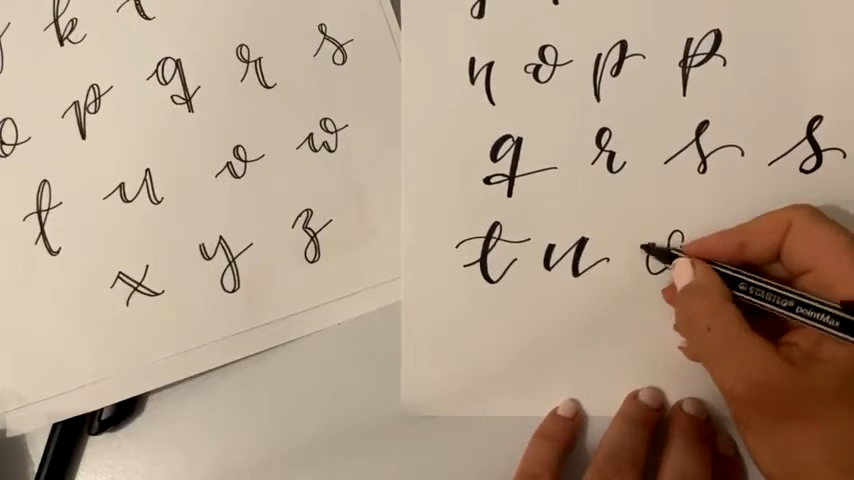 k
p q r s
o
t u v w
x y z
n o p p
q r s s
t u
STABILO pointMax